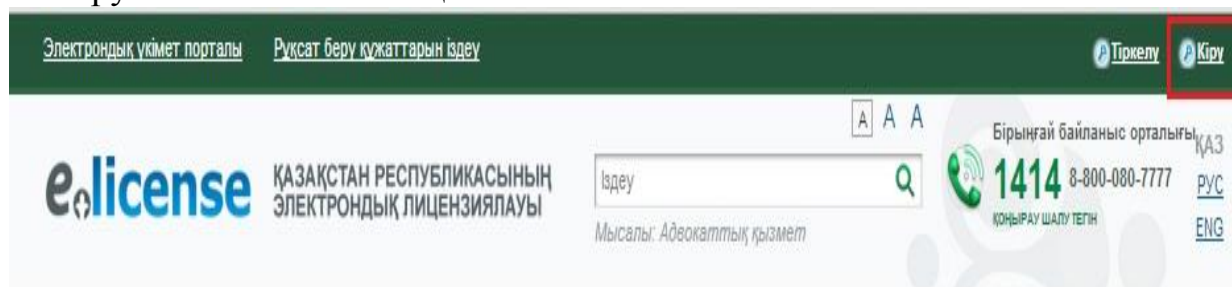 Электрондық үкімет порталы Рұқсат беру құжаттарын іздеу Тіркелу Кіру
A A A
e.license ҚАЗАҚСТАН РЕСПУБЛИКАСЫНЫҢ
ЭЛЕКТРОНДЫҚ ЛИЦЕНЗИЯЛАУЫ
Іздеу
Мысалы: Адвокаттық қызмет
Бірыңғай байланыс орталығы
1414 8-800-080-7777
ҚОҢЫРАУ ШАЛУ ТЕГІН
ҚАЗ
РУС
ENG